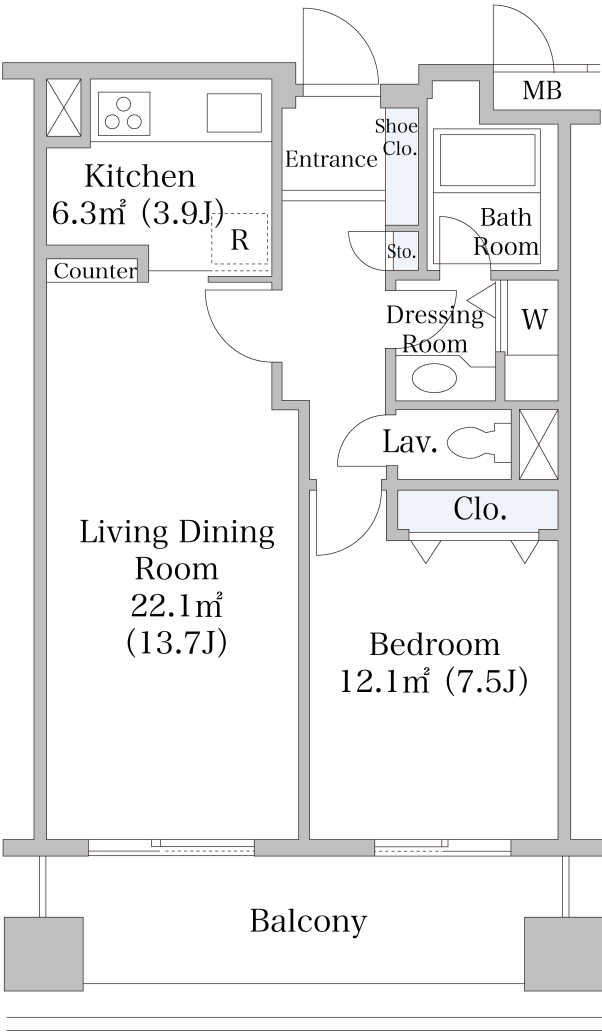 MB
Shoe
Clo.
Entrance
Kitchen
6.3㎡ (3.9J)
R
Bath
Room
Sto.
Counter
Dressing
Room
W
Lav.
Clo.
Living Dining
Room
22.1㎡
(13.7J)
Bedroom
12.1㎡ (7.5J)
Balcony